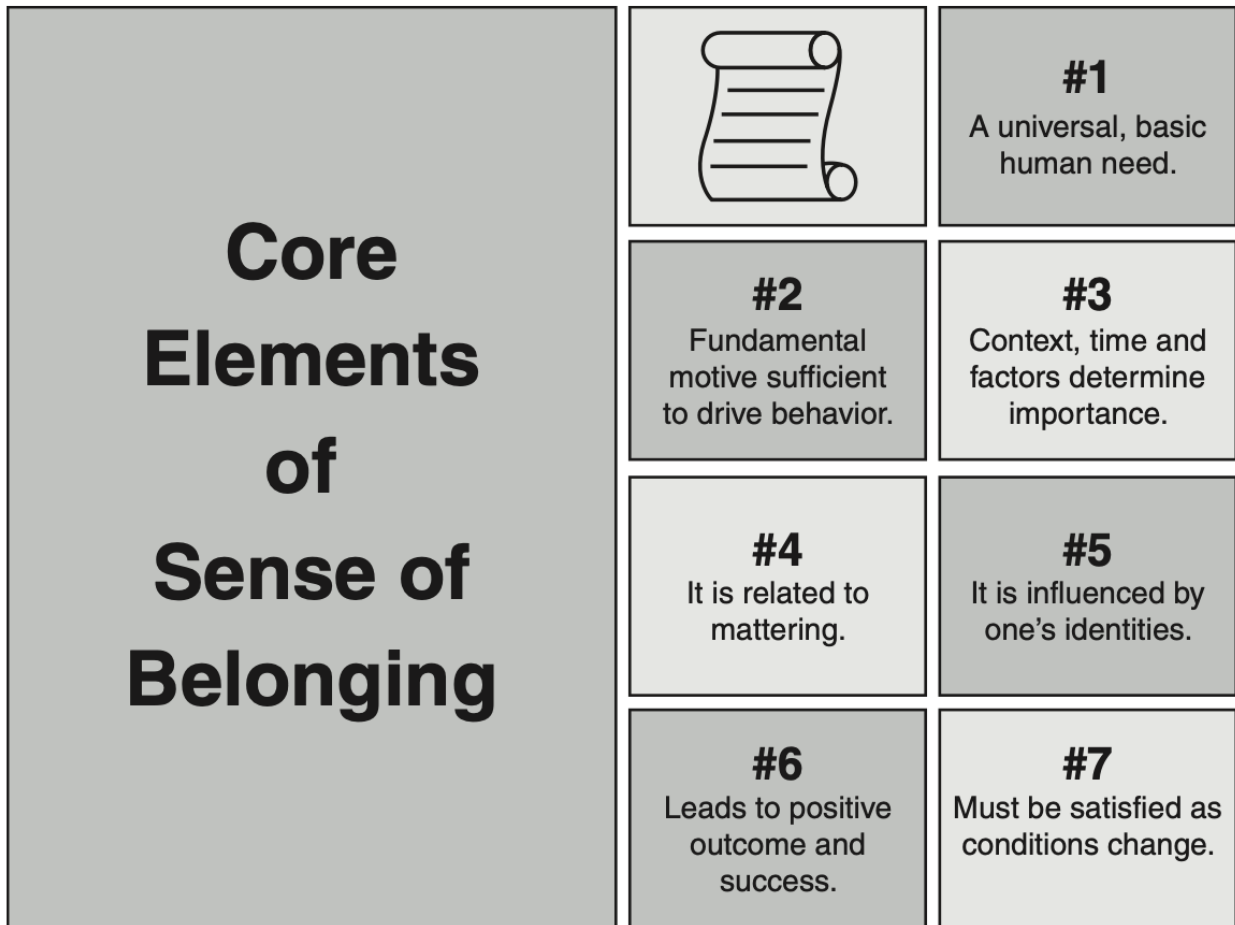 Core
Elements
of
Sense of
Belonging
#1
A universal, basic
human need.
#2
Fundamental
motive sufficient
to drive behavior.
#3
Context, time and
factors determine
importance.
#4
It is related to
mattering.
#5
It is influenced by
one’s identities.
#6
Leads to positive
outcome and
success.
#7
Must be satisfied as
conditions change.